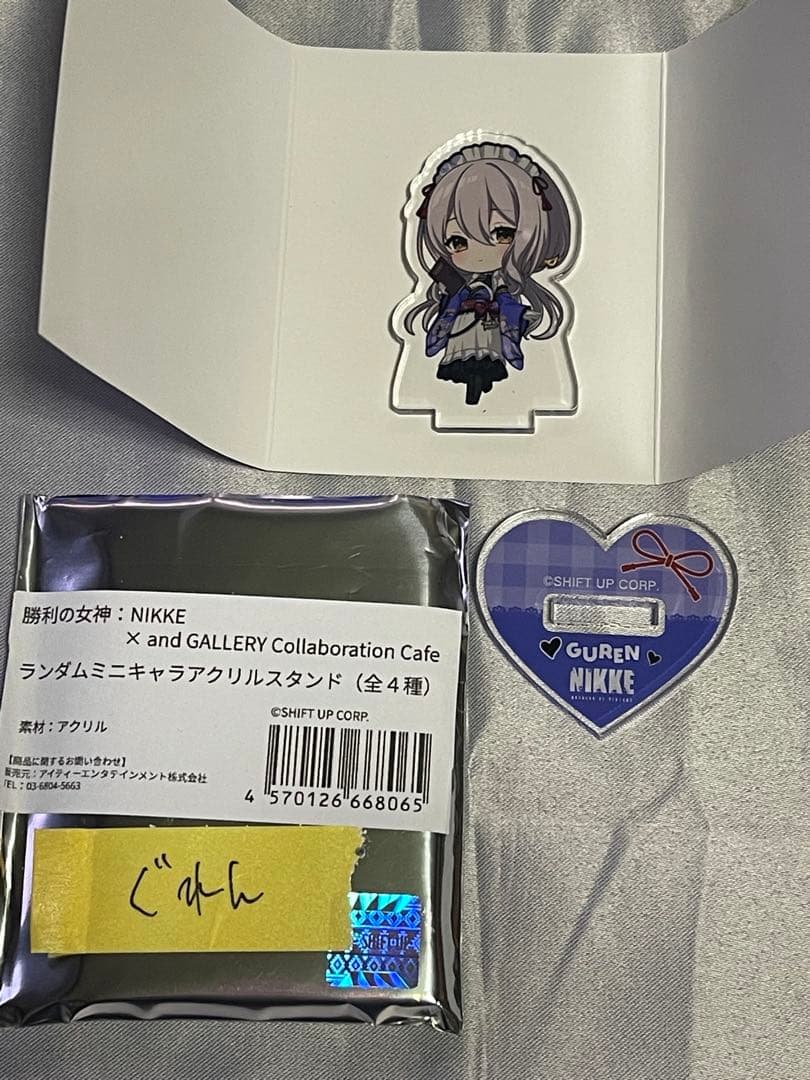 勝利の女神：NIKKE
× and GALLERY Collaboration Cafe
ランダムミニキャラアクリルスタンド（全４種）
©SHIFT UP CORP.
素材：アクリル
【商品に関するお問い合わせ】
販売元：アイティーエンタテインメント株式会社
TEL：03-6804-5663
4 570126 668065
ぐれん
SHIFT UP
©SHIFT UP CORP.
GUREN
NIKKE